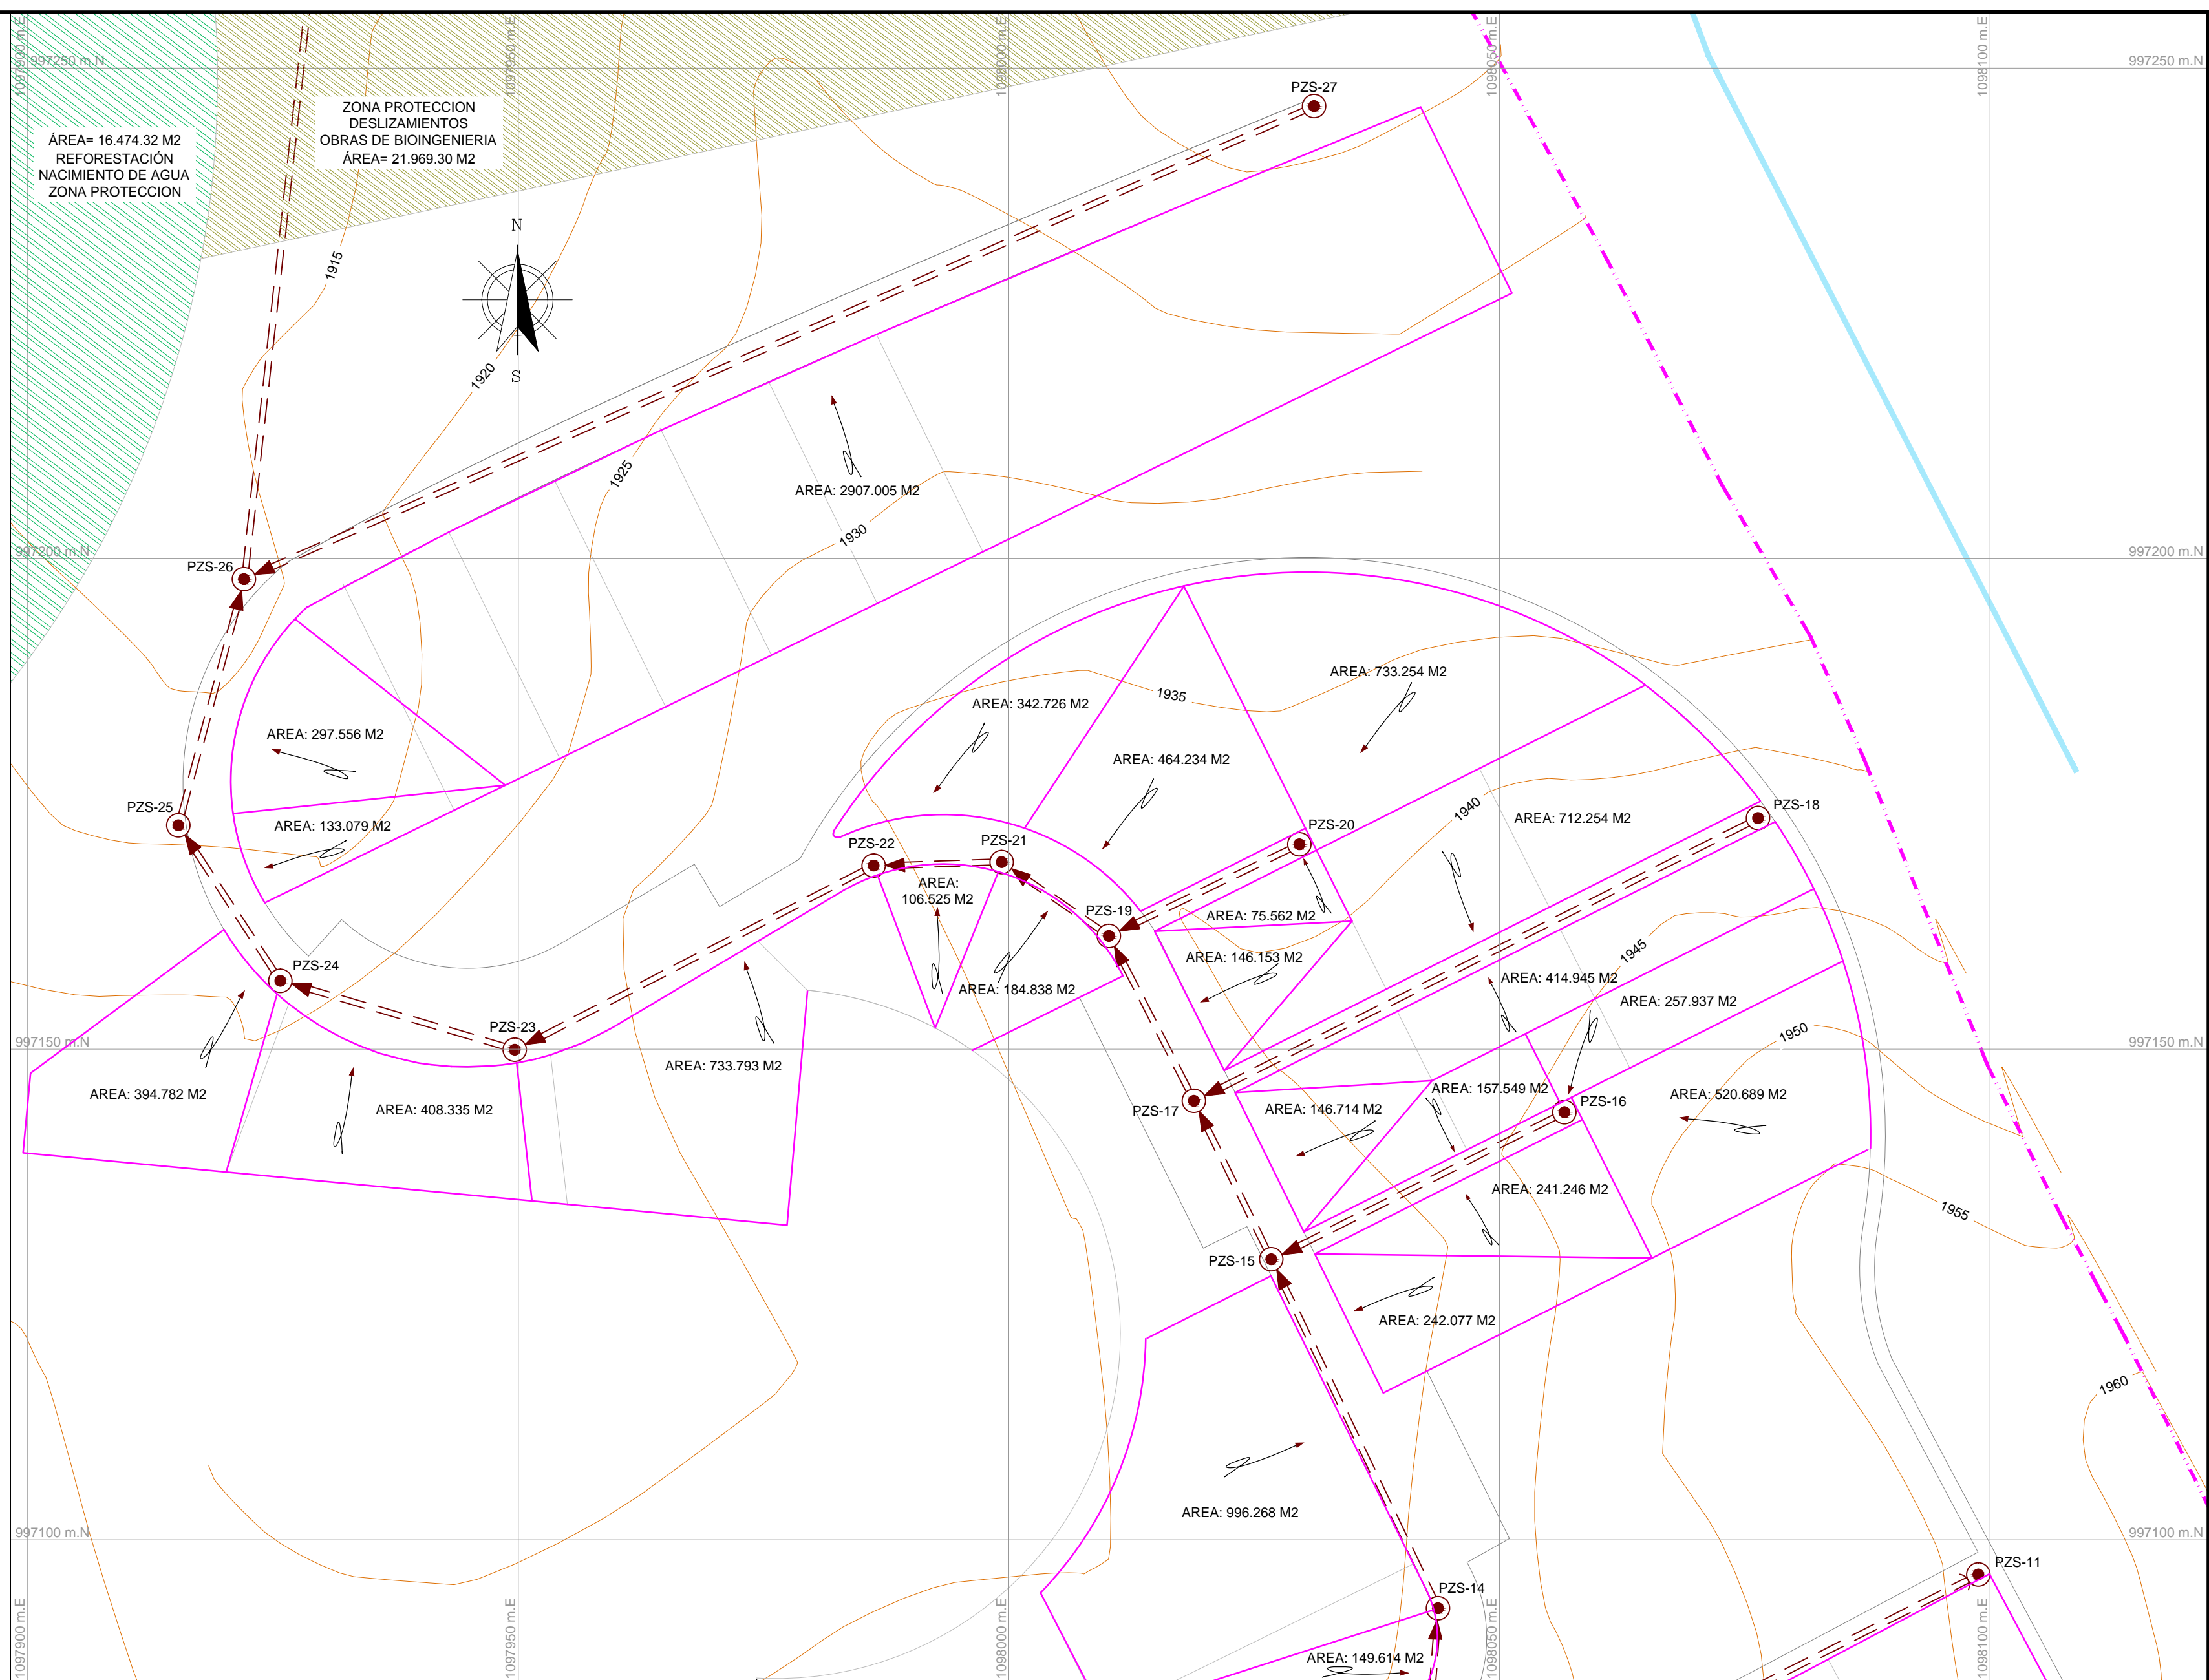 1097900 m.E
1097950 m.E
1098000 m.E
1098050 m.E
1098100 m.E
997250 m.N
997250 m.N
PZS-27
ZONA PROTECCION
DESLIZAMIENTOS
OBRAS DE BIOINGENIERIA
ÁREA= 21.969.30 M2
ÁREA= 16.474.32 M2
REFORESTACIÓN
NACIMIENTO DE AGUA
ZONA PROTECCION
N
S
1915
1920
1925
AREA: 2907.005 M2
1930
997200 m.N
997200 m.N
PZS-26
AREA: 733.254 M2
1935
AREA: 342.726 M2
AREA: 297.556 M2
AREA: 464.234 M2
PZS-25
AREA: 133.079 M2
PZS-22
PZS-21
PZS-20
1940
PZS-18
AREA: 712.254 M2
AREA:
106.525 M2
PZS-19
AREA: 75.562 M2
AREA: 146.153 M2
1945
PZS-24
AREA: 184.838 M2
AREA: 414.945 M2
AREA: 257.937 M2
PZS-23
1950
997150 m.N
997150 m.N
AREA: 733.793 M2
AREA: 394.782 M2
AREA: 408.335 M2
PZS-17
AREA: 146.714 M2
AREA: 157.549 M2
PZS-16
AREA: 520.689 M2
AREA: 241.246 M2
1955
PZS-15
AREA: 242.077 M2
1960
AREA: 996.268 M2
997100 m.N
997100 m.N
PZS-11
PZS-14
AREA: 149.614 M2
1097900 m.E
1097950 m.E
1098000 m.E
1098050 m.E
1098100 m.E